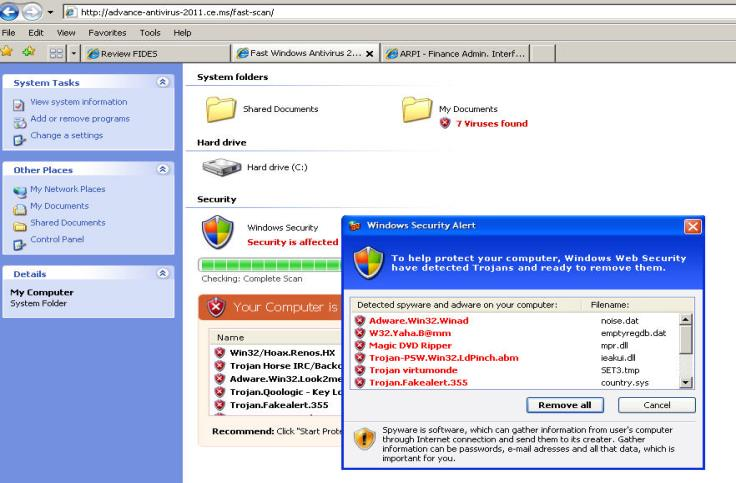 http://advance-antivirus-2011.ce.ms/fast-scan/
File Edit View Favorites Tools Help
Review FIDES
Fast Windows Antivirus 2...
ARPI - Finance Admin. Interf...
System Tasks
View system information
Add or remove programs
Change a settings
Other Places
My Network Places
My Documents
Shared Documents
Control Panel
Details
My Computer
System Folder
System folders
Shared Documents
My Documents
7 Viruses found
Hard drive
Hard drive (C:)
Security
Windows Security
Security is affected
Checking: Complete Scan
Your Computer is
Name
Win32/Hoax.Renos.HX
Trojan Horse IRC/Backd
Adware.Win32.Look2me
Trojan.Qoologic - Key Lo
Trojan.Fakealert.355
Recommend: Click "Start Prote
Windows Security Alert
To help protect your computer, Windows Web Security
have detected Trojans and ready to remove them.
Detected spyware and adware on your computer: Filename:
Adware.Win32.Winad noise.dat
W32.Yaha.B@mm emptyregdb.dat
Magic DVD Ripper mpr.dll
Trojan-PSW.Win32.LdPinch.abm ieakui.dll
Trojan virtumonde SET3.tmp
Trojan.Fakealert.355 country.sys
Remove all Cancel
Spyware is software, which can gather information from user's computer
through Internet connection and send them to its creater. Gather
information can be passwords, e-mail adresses and all that data, which is
important for you.